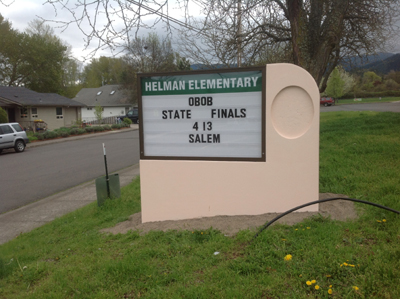 HELMAN ELEMENTARY
OBOB
STATE FINALS
4 13
SALEM